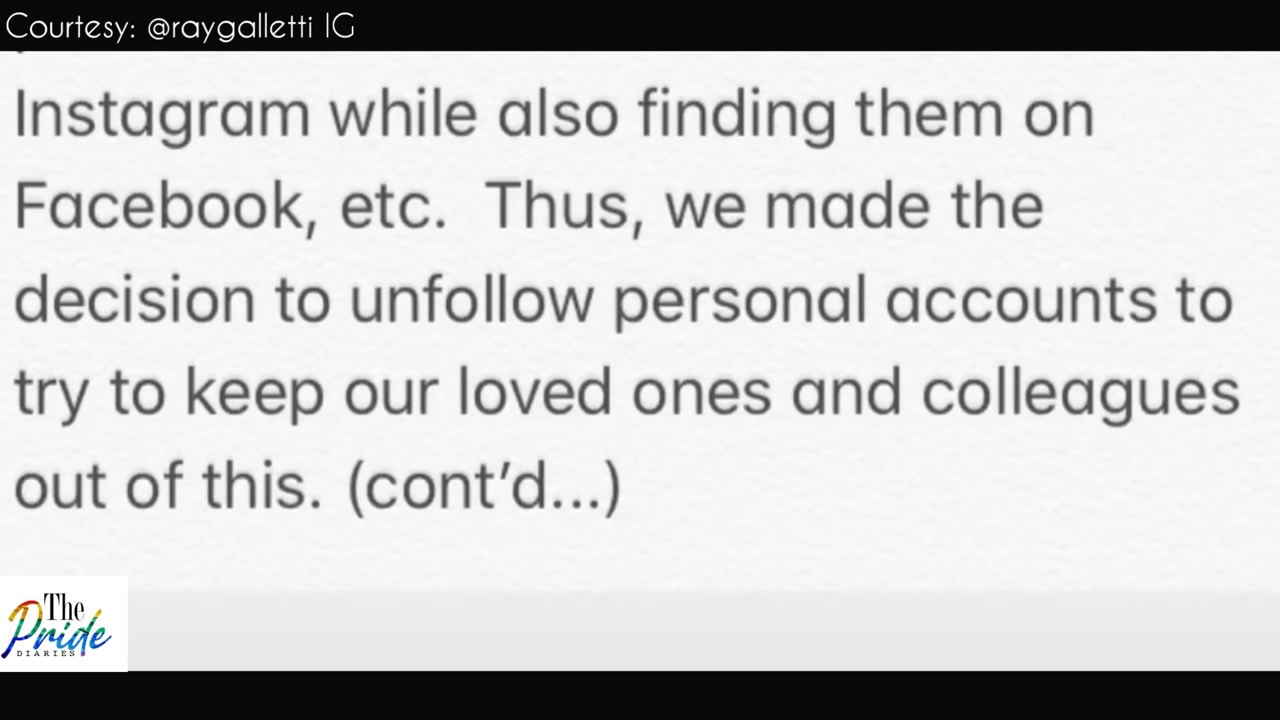 Courtesy: @raygalletti IG
Instagram while also finding them on
Facebook, etc.  Thus, we made the
decision to unfollow personal accounts to
try to keep our loved ones and colleagues
out of this.  (cont’d...)
The
Pride
DIARIES